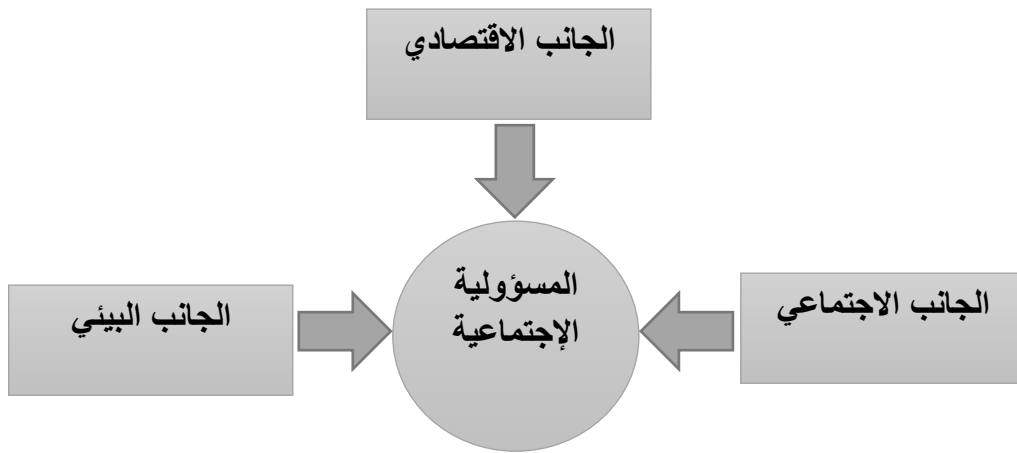 الجانب الاقتصادي
المسؤولية
الإجتماعية
الجانب الاجتماعي
الجانب البيئي